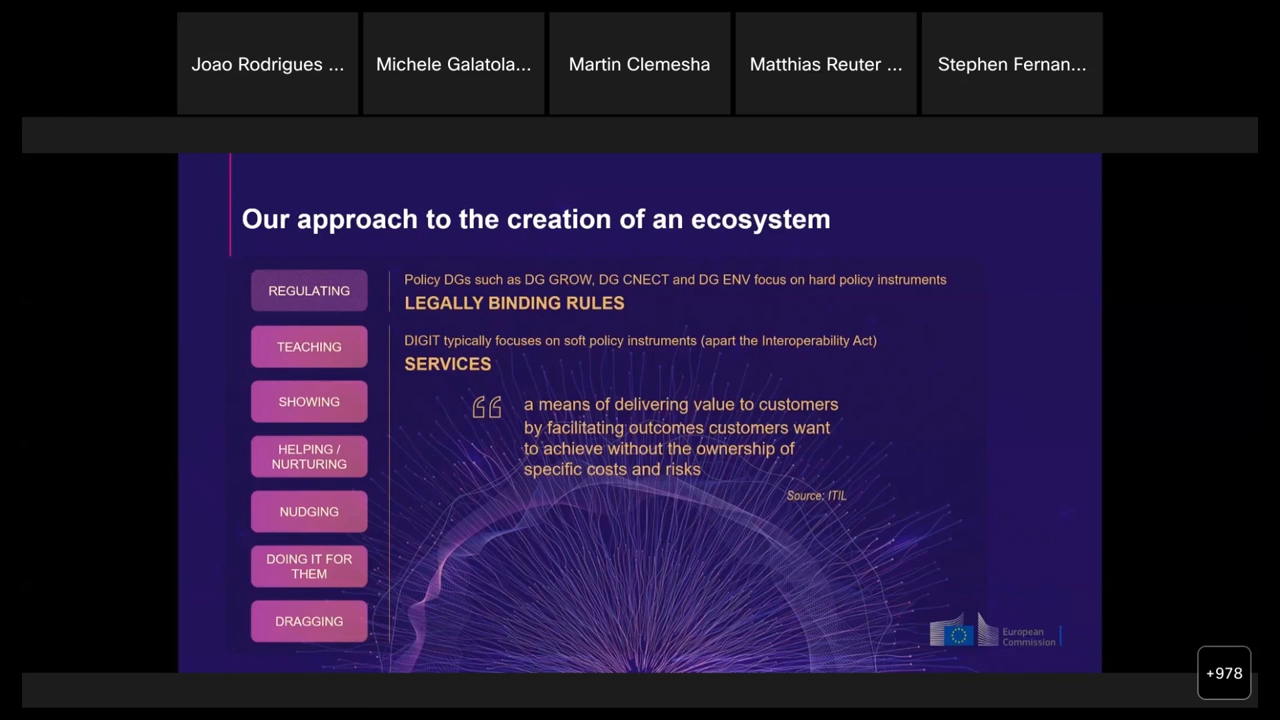 Joao Rodrigues ...
Michele Galatola...
Martin Clemesha
Matthias Reuter ...
Stephen Fernan...
Our approach to the creation of an ecosystem
REGULATING
Policy DGs such as DG GROW, DG CNECT and DG ENV focus on hard policy instruments
LEGALLY BINDING RULES
TEACHING
DIGIT typically focuses on soft policy instruments (apart the Interoperability Act)
SERVICES
SHOWING
HELPING /
NURTURING
NUDGING
DOING IT FOR
THEM
DRAGGING
“ a means of delivering value to customers
by facilitating outcomes customers want
to achieve without the ownership of
specific costs and risks
Source: ITIL
European
Commission
+978